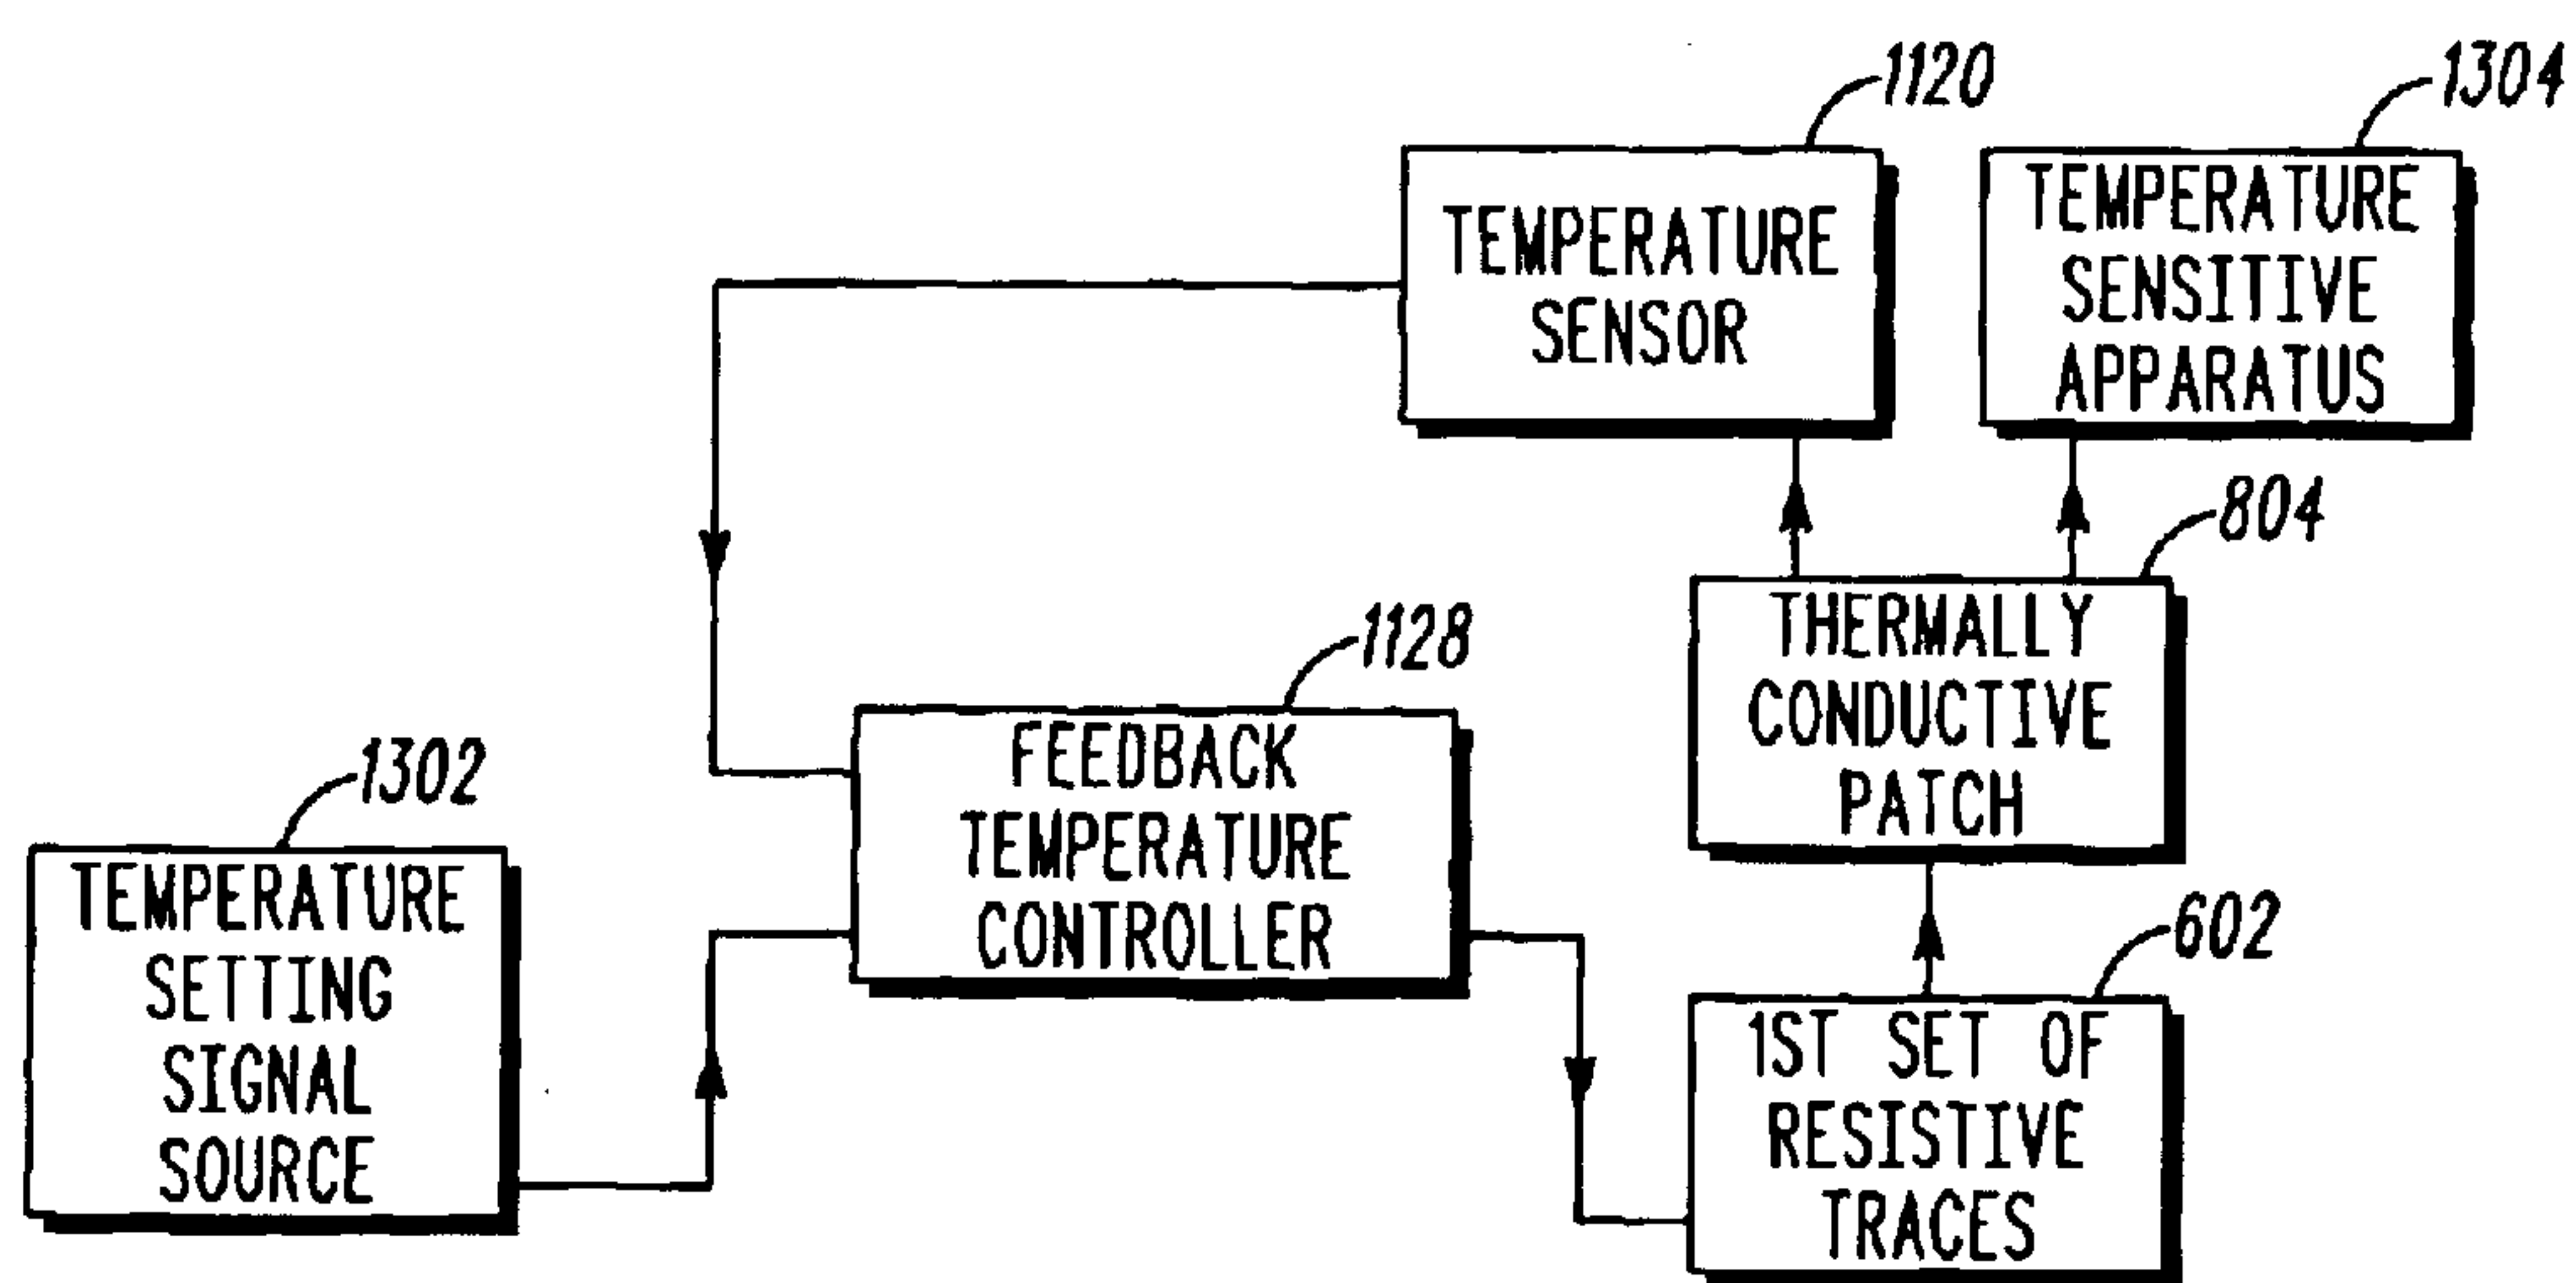 1120
TEMPERATURE
SENSOR
1304
TEMPERATURE
SENSITIVE
APPARATUS
804
THERMALLY
CONDUCTIVE
PATCH
1128
FEEDBACK
TEMPERATURE
CONTROLLER
1302
TEMPERATURE
SETTING
SIGNAL
SOURCE
602
1ST SET OF
RESISTIVE
TRACES